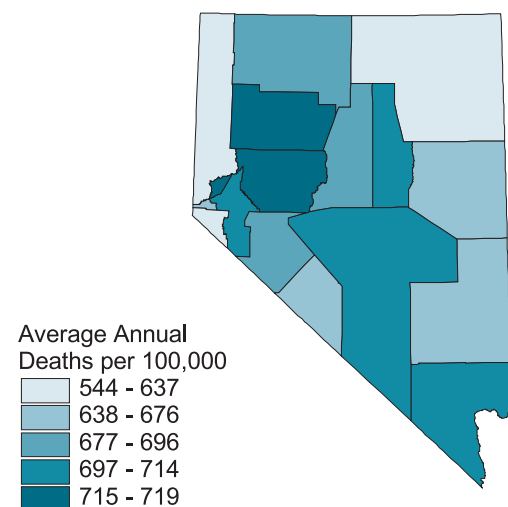 Average Annual
Deaths per 100,000
544 - 637
638 - 676
677 - 696
697 - 714
715 - 719